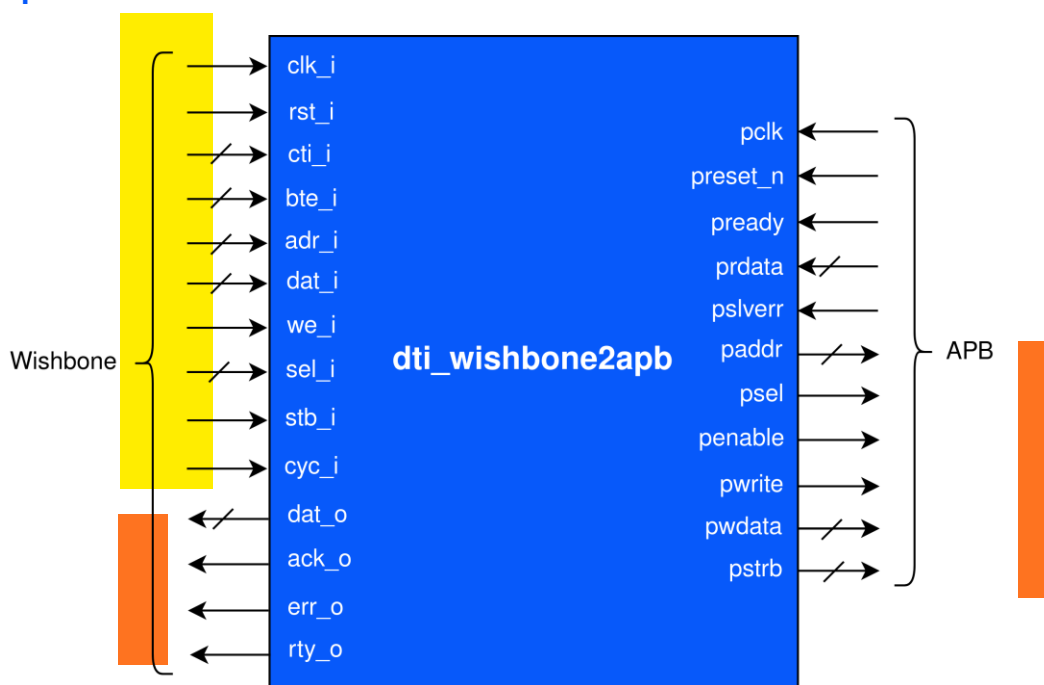 clk_i
rst_i
cti_i
bte_i
adr_i
dat_i
we_i
sel_i
stb_i
cyc_i
dat_o
ack_o
err_o
rty_o
Wishbone
dti_wishbone2apb
pclk
preset_n
pready
prdata
pslverr
paddr
psel
penable
pwrite
pwdata
pstrb
APB